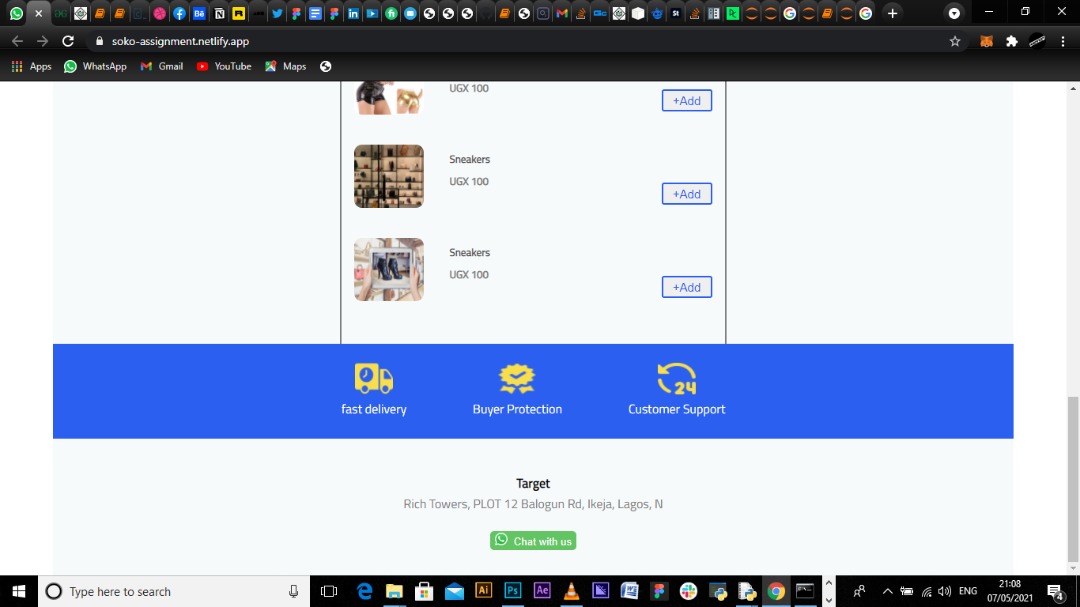 soko-assignment.netlify.app
Apps
WhatsApp
Gmail
YouTube
Maps
UGX 100
+Add
Sneakers
UGX 100
+Add
Sneakers
UGX 100
+Add
24
fast delivery
Buyer Protection
Customer Support
Target
Rich Towers, PLOT 12 Balogun Rd, Ikeja, Lagos, N
Chat with us
Type here to search
ENG
21:08
07/05/2021
4